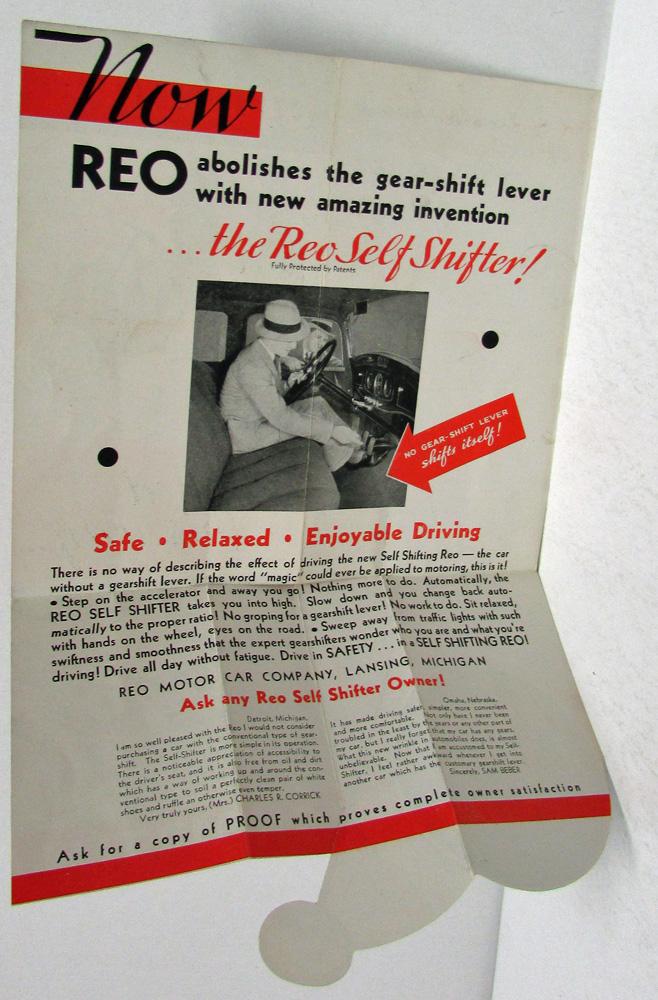 Now
REO abolishes the gear-shift lever
with new amazing invention
...the Reo Self Shifter!
Fully Protected by Patents
NO GEAR-SHIFT LEVER
shifts itself!
Safe • Relaxed • Enjoyable Driving
There is no way of describing the effect of driving the new Self Shifting Reo — the car
without a gearshift lever. If the word "magic" could ever be applied to motoring, this is it!
• Step on the accelerator and away you go! Nothing more to do. Automatically, the
REO SELF SHIFTER takes you into high. Slow down and you change back auto-
matically to the proper ratio! No groping for a gearshift lever! No work to do. Sit relaxed,
with hands on the wheel, eyes on the road. • Sweep away from traffic lights with such
swiftness and smoothness that the expert gearshifters wonder who you are and what you're
driving! Drive all day without fatigue. Drive in SAFETY ... in a SELF SHIFTING REO!
REO MOTOR CAR COMPANY, LANSING, MICHIGAN
Ask any Reo Self Shifter Owner!
Detroit, Michigan.
I am so well pleased with the Reo I would not consider
purchasing a car with the conventional type of gear-
shift. The Self-Shifter is more simple in its operation.
There is a noticeable appreciation of accessibility to
the driver's seat, and it is also free from oil and dirt
which has a way of working up and around the con-
ventional type to soil a perfectly clean pair of white
shoes and ruffle an otherwise even temper.
Very truly yours, (Mrs.) CHARLES R. CORRICK
Omaha, Nebraska.
It has made driving safer, simpler, more convenient
and more comfortable. Not only have I never been
troubled in the least by the gears or any other part of
my car, but I really forget that my car has any gears.
What this new wrinkle in automobiles does, is almost
unbelievable. Now that I am accustomed to my Self-
Shifter, I feel rather awkward whenever I get into
another car which has the customary gearshift lever.
Sincerely, SAM BEBER
Ask for a copy of PROOF which proves complete owner satisfaction